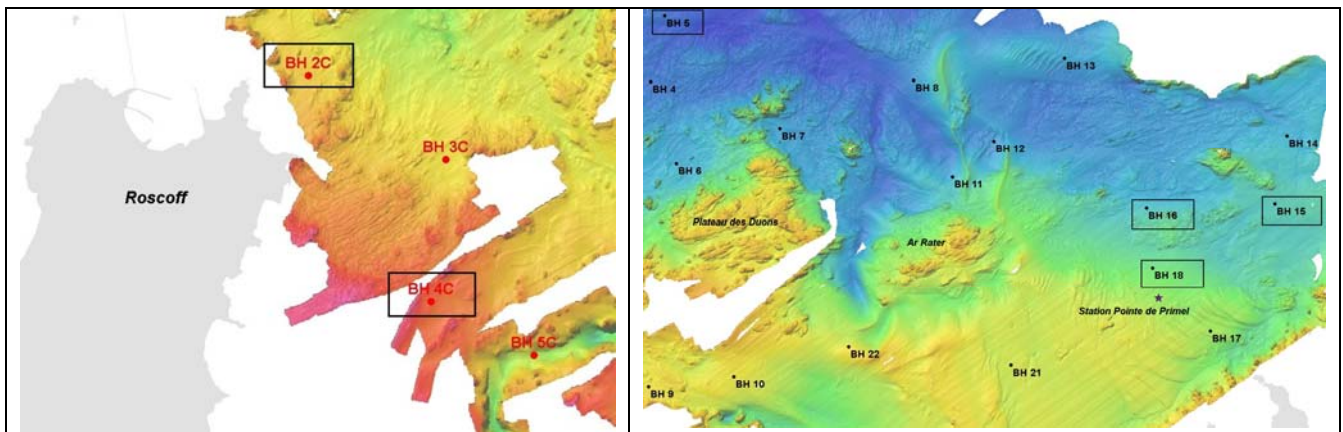 BH 2C
BH 3C
Roscoff
BH 4C
BH 5C
BH 5
BH 13
BH 4
BH 8
BH 7
BH 12
BH 14
BH 6
BH 11
BH 15
BH 16
Plateau des Duons
Ar Rater
BH 18
Station Pointe de Primel
BH 17
BH 22
BH 21
BH 10
BH 9